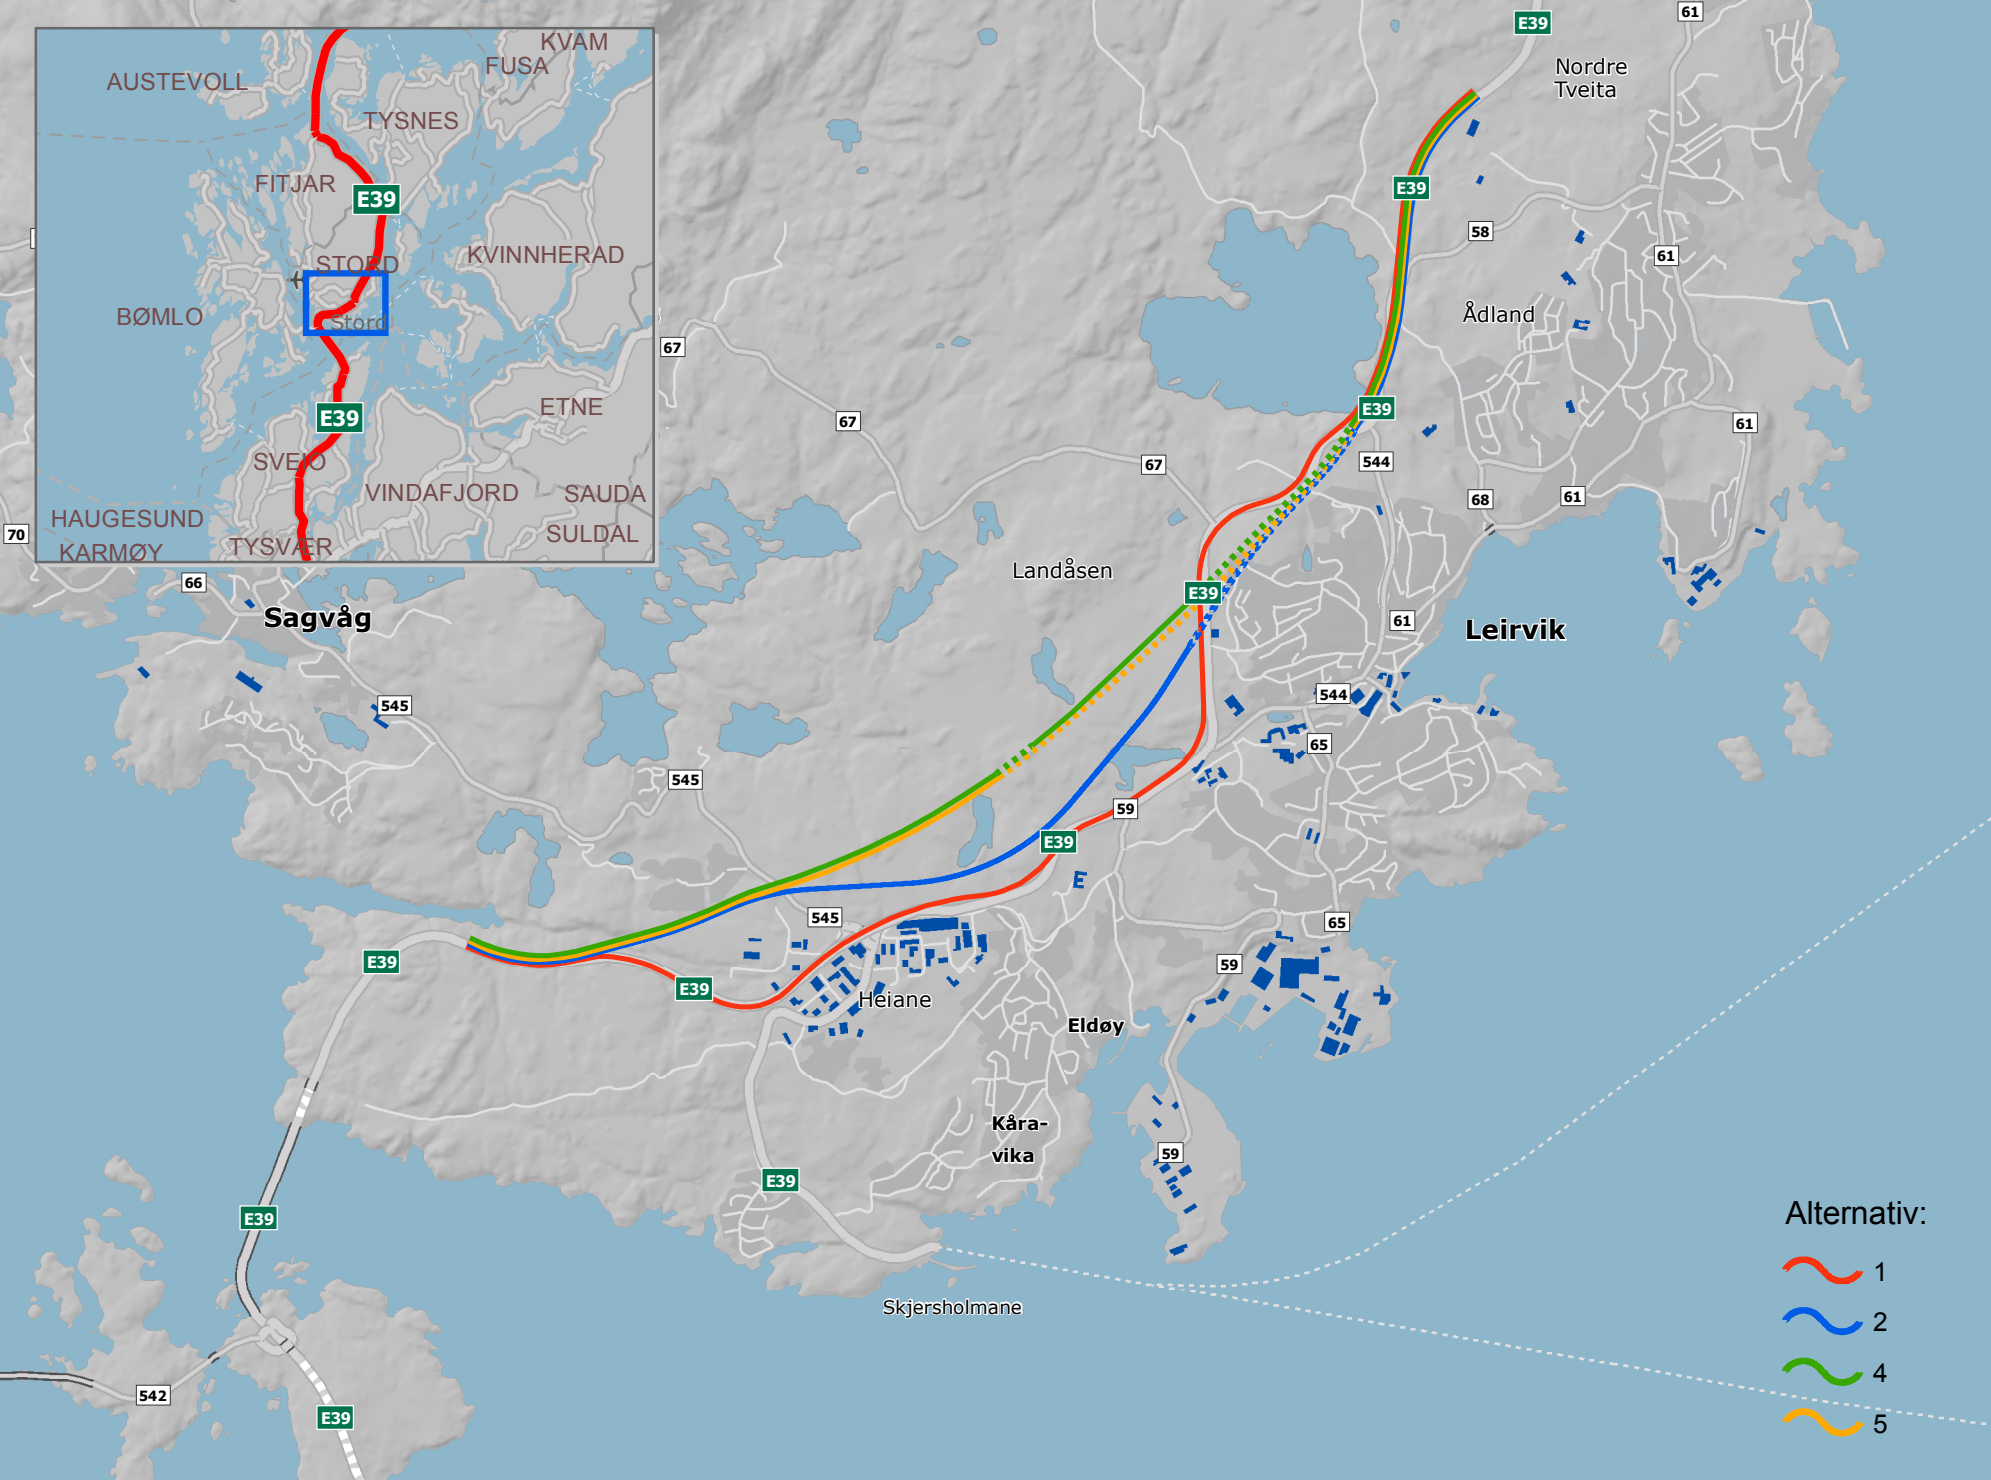 KVAM
FUSA
AUSTEVOLL
TYSNES
FITJAR
E39
KVINNHERAD
STORD
BØMLO
Stord
ETNE
E39
SVEIO
VINDAFJORD
SAUDA
HAUGESUND
SULDAL
KARMØY
TYSVÆR
E39
61
Nordre
Tveita
E39
58
61
Ådland
67
67
E39
61
67
544
68
61
70
Landåsen
66
E39
Sagvåg
61
Leirvik
545
544
65
545
59
E39
545
65
E39
59
E39
Heiane
Eldøy
Kåra-
vika
59
E39
E39
Skjersholmane
542
E39
Alternativ:
1
2
4
5